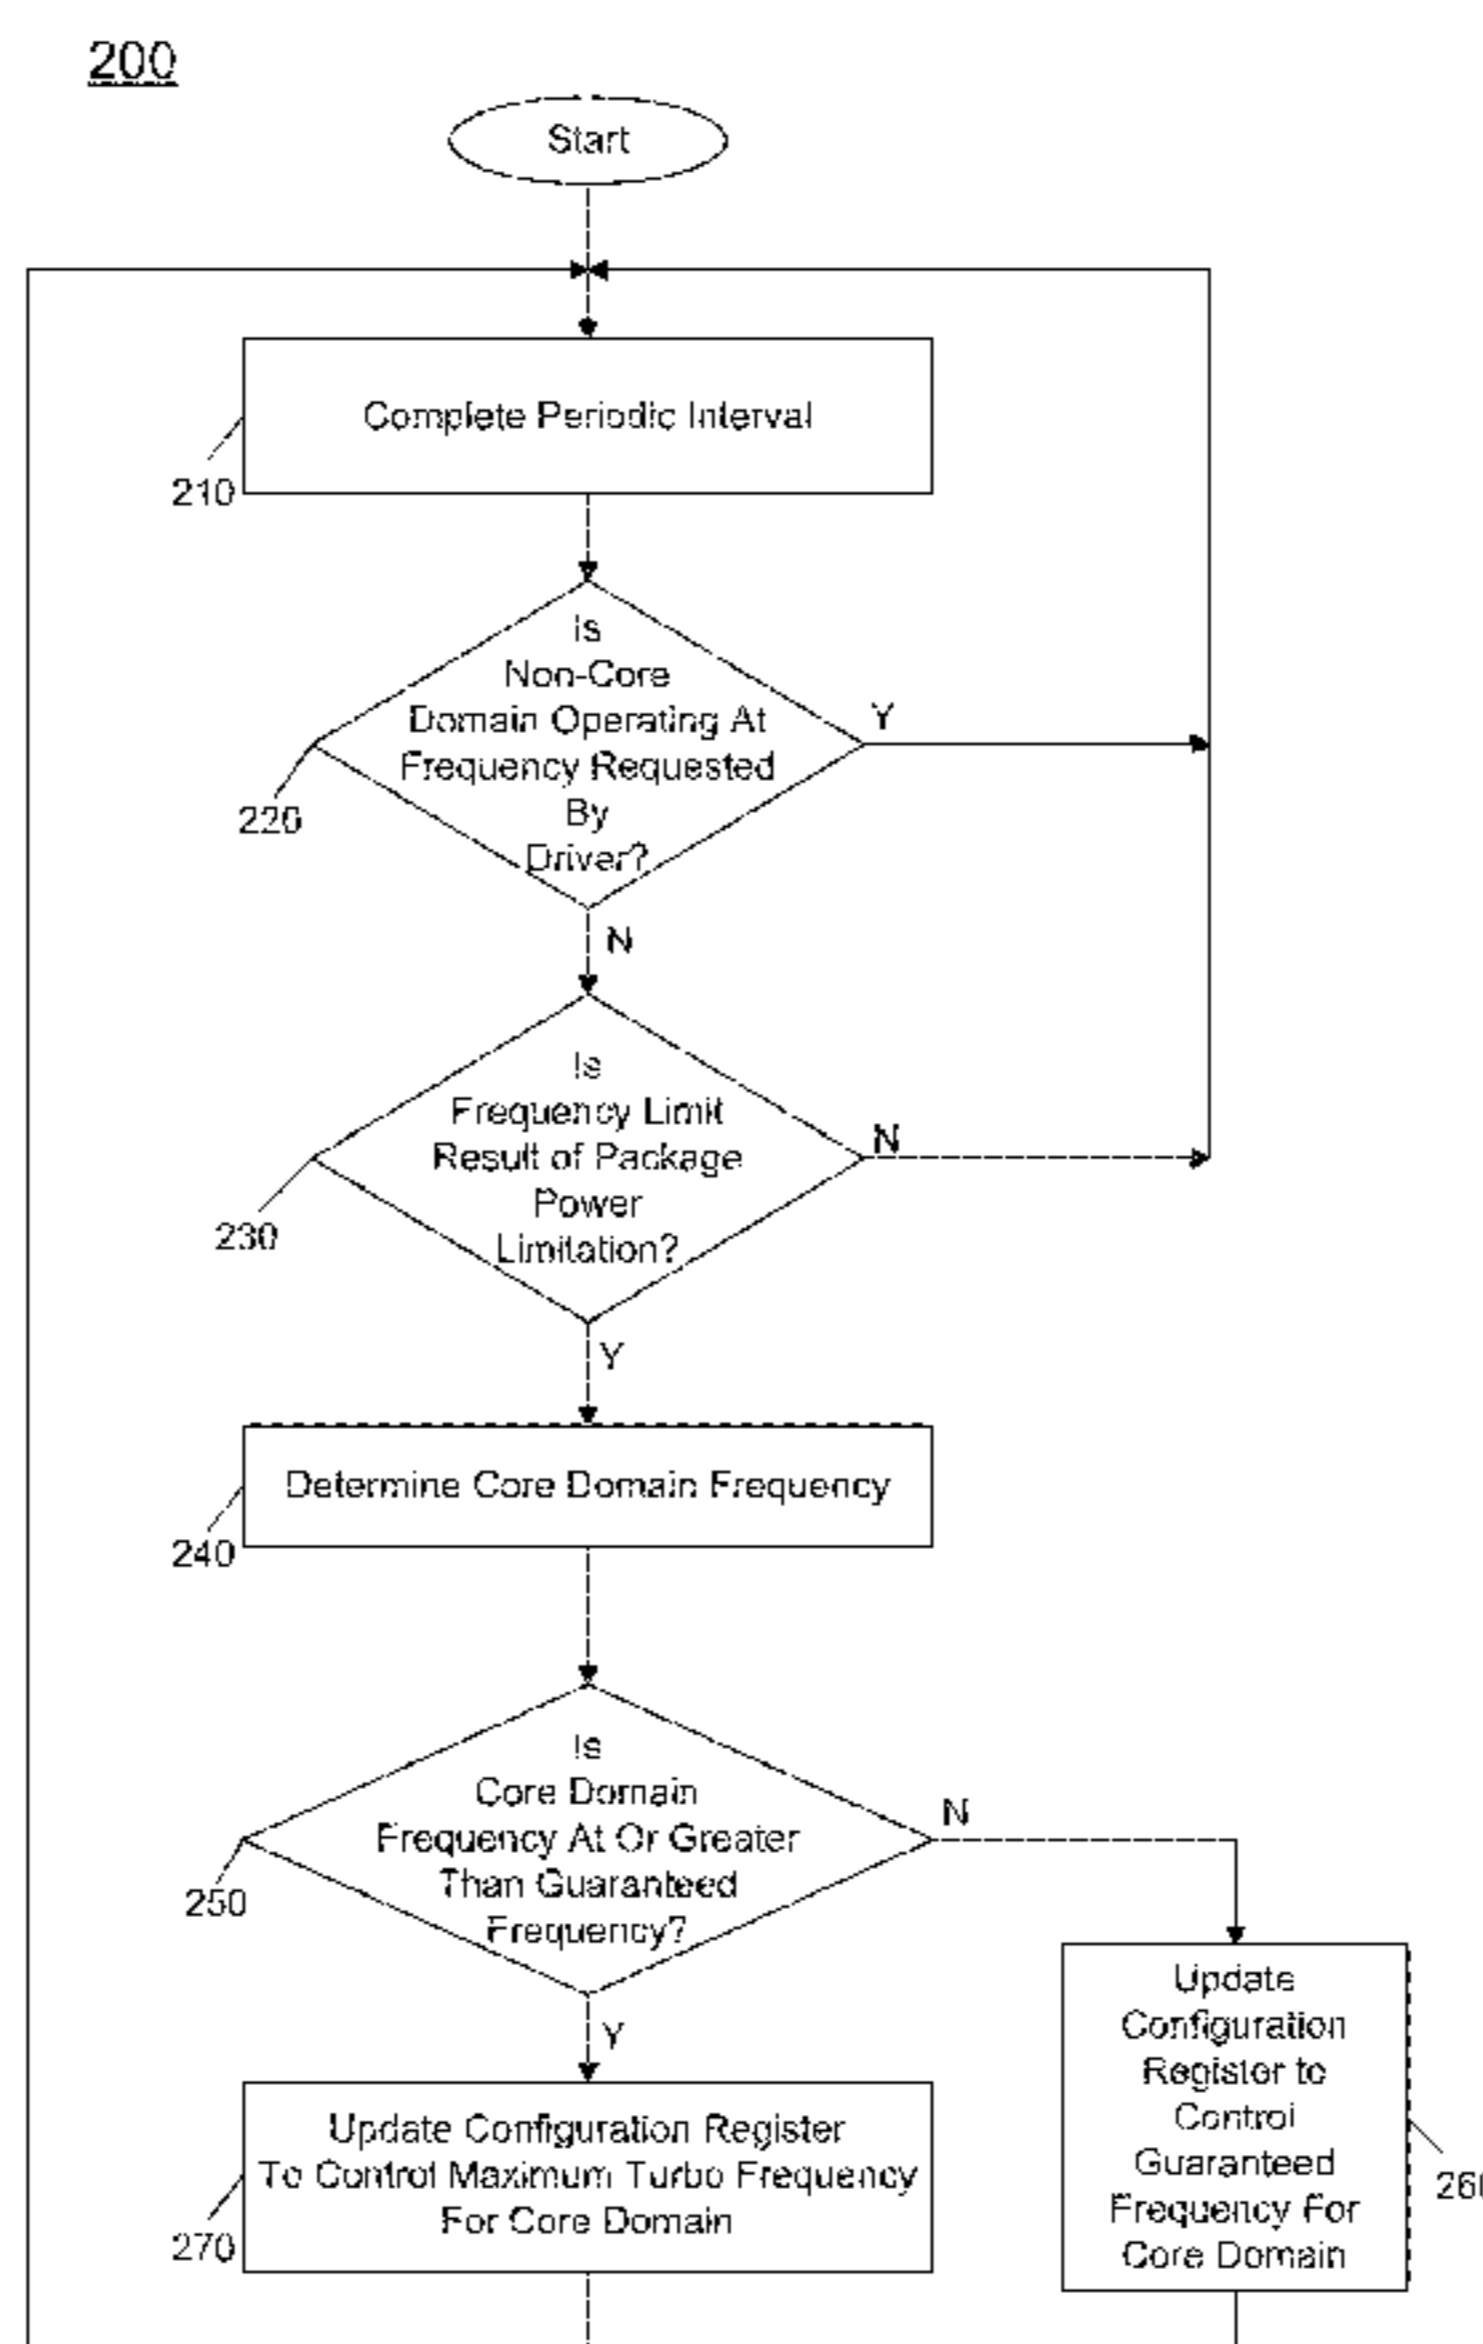 200
Start
Complete Periodic Interval
210
Is
Non-Core
Domain Operating At
Frequency Requested
By
Driver?
Y
220
N
Is
Frequency Limit
Result of Package
Power
Limitation?
N
230
Y
Determine Core Domain Frequency
240
Is
Core Domain
Frequency At Or Greater
Than Guaranteed
Frequency?
N
250
Y
Update
Configuration
Register to
Control
Guaranteed
Frequency For
Core Domain
Update Configuration Register
To Control Maximum Turbo Frequency
For Core Domain
270